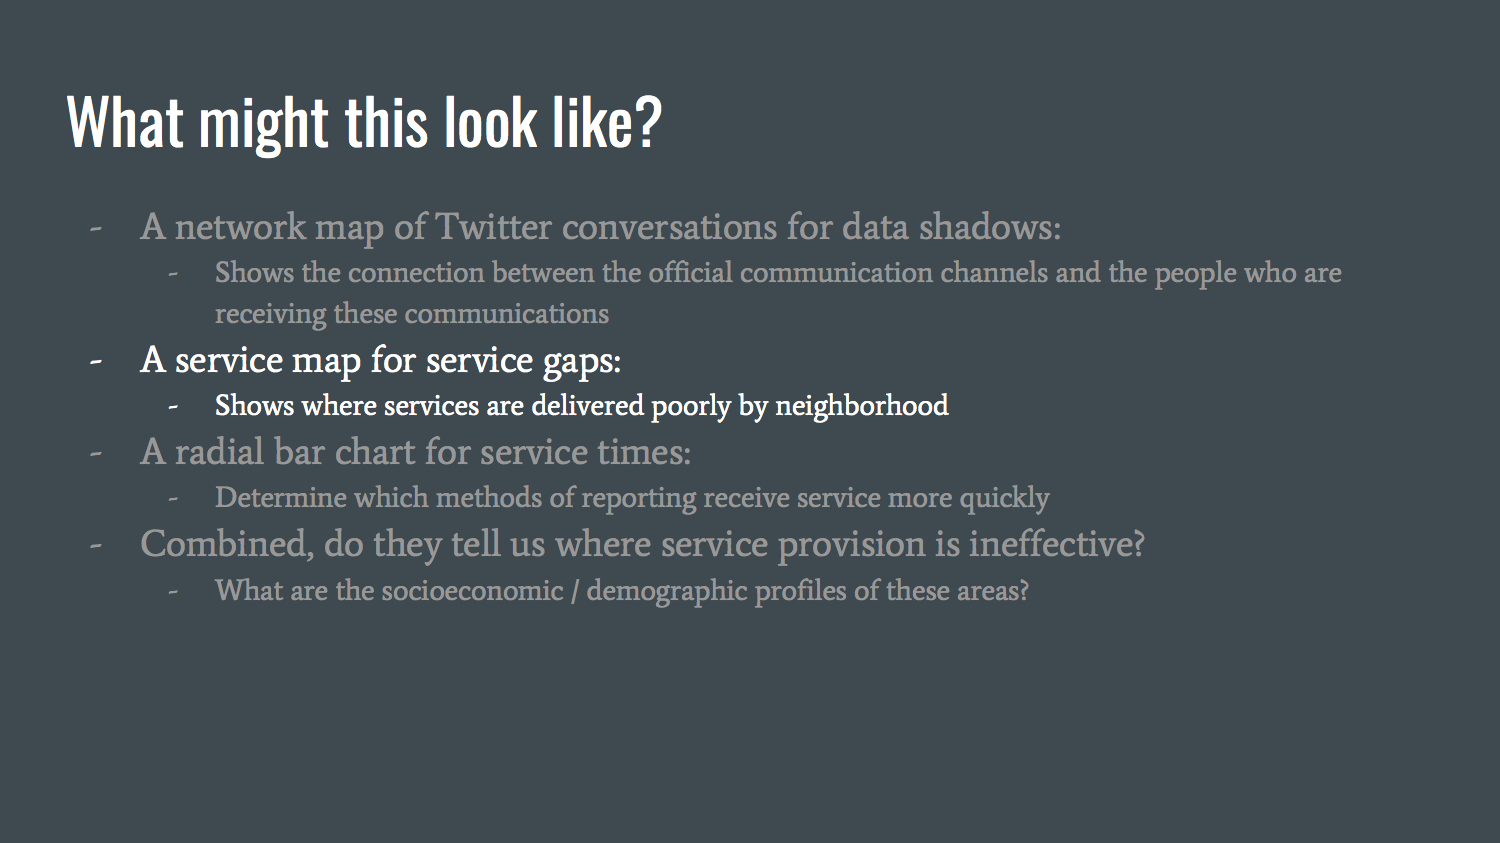 What might this look like?
- A network map of Twitter conversations for data shadows:
- Shows the connection between the official communication channels and the people who are
receiving these communications
- A service map for service gaps:
- Shows where services are delivered poorly by neighborhood
- A radial bar chart for service times:
- Determine which methods of reporting receive service more quickly
- Combined, do they tell us where service provision is ineffective?
- What are the socioeconomic / demographic profiles of these areas?